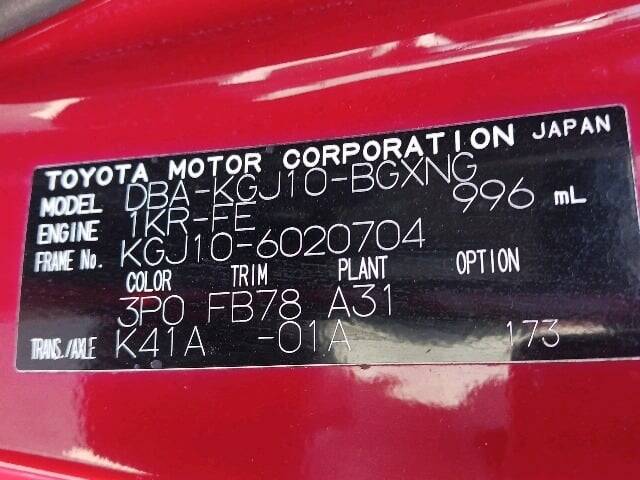 TOYOTA MOTOR CORPORATION JAPAN
MODEL DBA-KGJ10-BGXNG
ENGINE 1KR-FE 996 mL
FRAME No. KGJ10-6020704
COLOR TRIM PLANT OPTION
3P0 FB78 A31
TRANS./AXLE K41A -01A 173